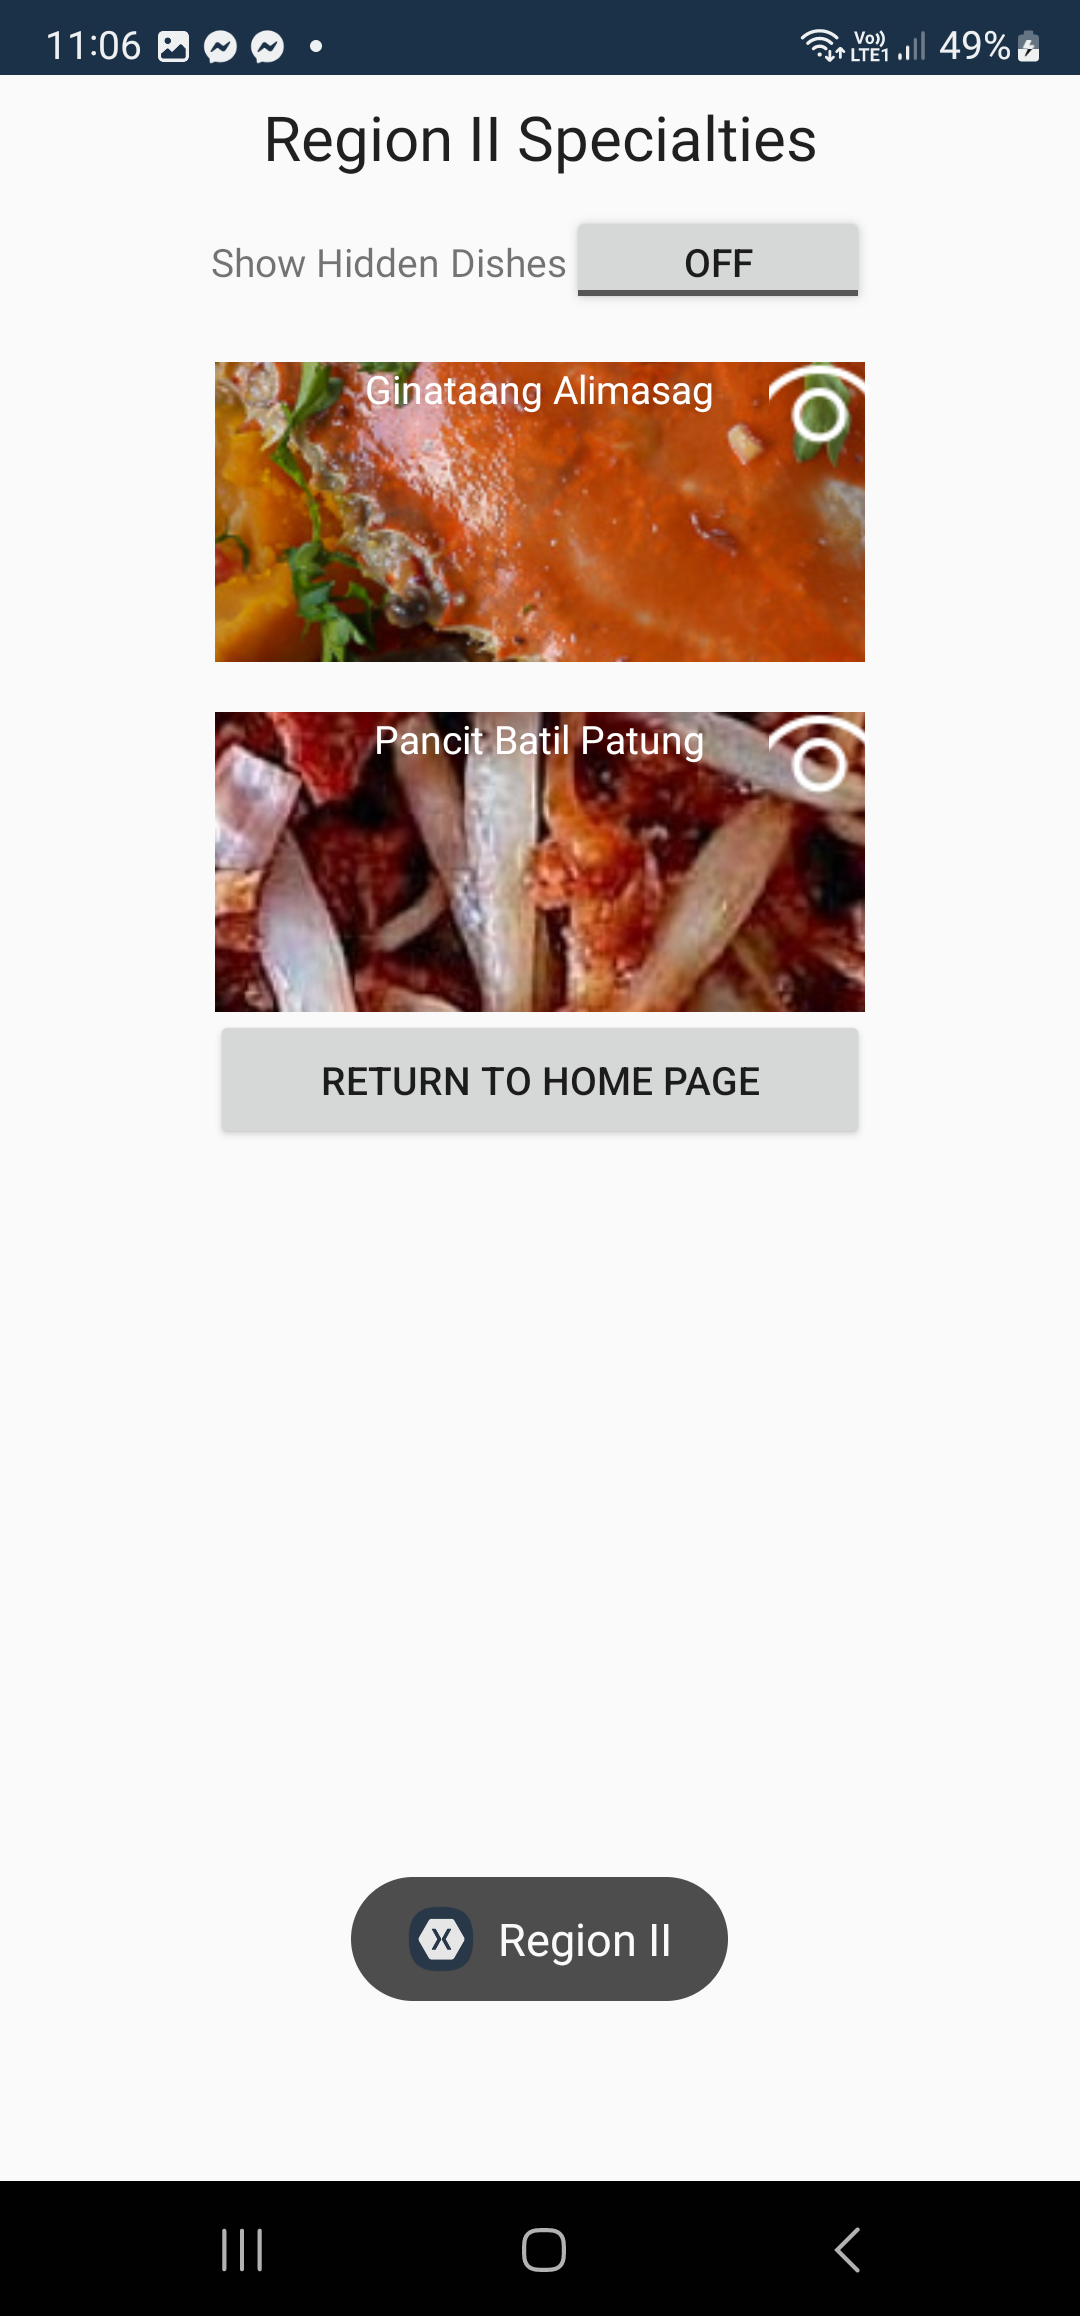 11:06 Vo)) LTE1 49%
Region II Specialties
Show Hidden Dishes OFF
Ginataang Alimasag
Pancit Batil Patung
RETURN TO HOME PAGE
Region II